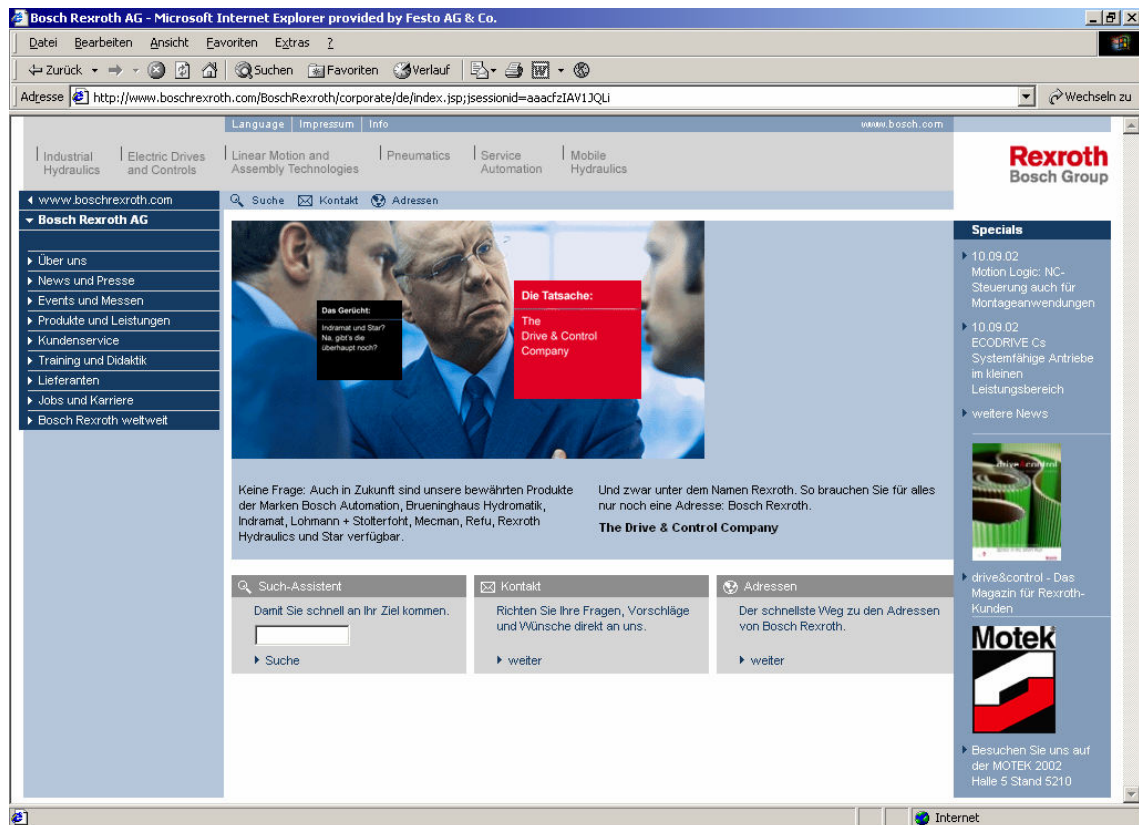 Bosch Rexroth AG - Microsoft Internet Explorer provided by Festo AG & Co.
Datei Bearbeiten Ansicht Favoriten Extras ?
Zurück Suchen Favoriten Verlauf
Adresse http://www.boschrexroth.com/BoschRexroth/corporate/de/index.jsp;jsessionid=aaacfzIAV1JQLi Wechseln zu
Language Impressum Info www.bosch.com
Industrial Hydraulics
Electric Drives and Controls
Linear Motion and Assembly Technologies
Pneumatics
Service Automation
Mobile Hydraulics
Rexroth
Bosch Group
www.boschrexroth.com
Suche Kontakt Adressen
Bosch Rexroth AG
Über uns
News und Presse
Events und Messen
Produkte und Leistungen
Kundenservice
Training und Didaktik
Lieferanten
Jobs und Karriere
Bosch Rexroth weltweit
Das Gerücht:
Indramat und Star?
Na, gibt's die
überhaupt noch?
Die Tatsache:
The
Drive & Control
Company
Keine Frage: Auch in Zukunft sind unsere bewährten Produkte
der Marken Bosch Automation, Brueninghaus Hydromatik,
Indramat, Lohmann + Stolterfoht, Mecman, Refu, Rexroth
Hydraulics und Star verfügbar.
Und zwar unter dem Namen Rexroth. So brauchen Sie für alles
nur noch eine Adresse: Bosch Rexroth.
The Drive & Control Company
Such-Assistent
Damit Sie schnell an Ihr Ziel kommen.
Suche
Kontakt
Richten Sie Ihre Fragen, Vorschläge
und Wünsche direkt an uns.
weiter
Adressen
Der schnellste Weg zu den Adressen
von Bosch Rexroth.
weiter
Specials
10.09.02
Motion Logic: NC-
Steuerung auch für
Montageanwendungen
10.09.02
ECODRIVE Cs
Systemfähige Antriebe
im kleinen
Leistungsbereich
weitere News
drive&control
drive&control - Das
Magazin für Rexroth-
Kunden
Motek
Besuchen Sie uns auf
der MOTEK 2002
Halle 5 Stand 5210
Internet